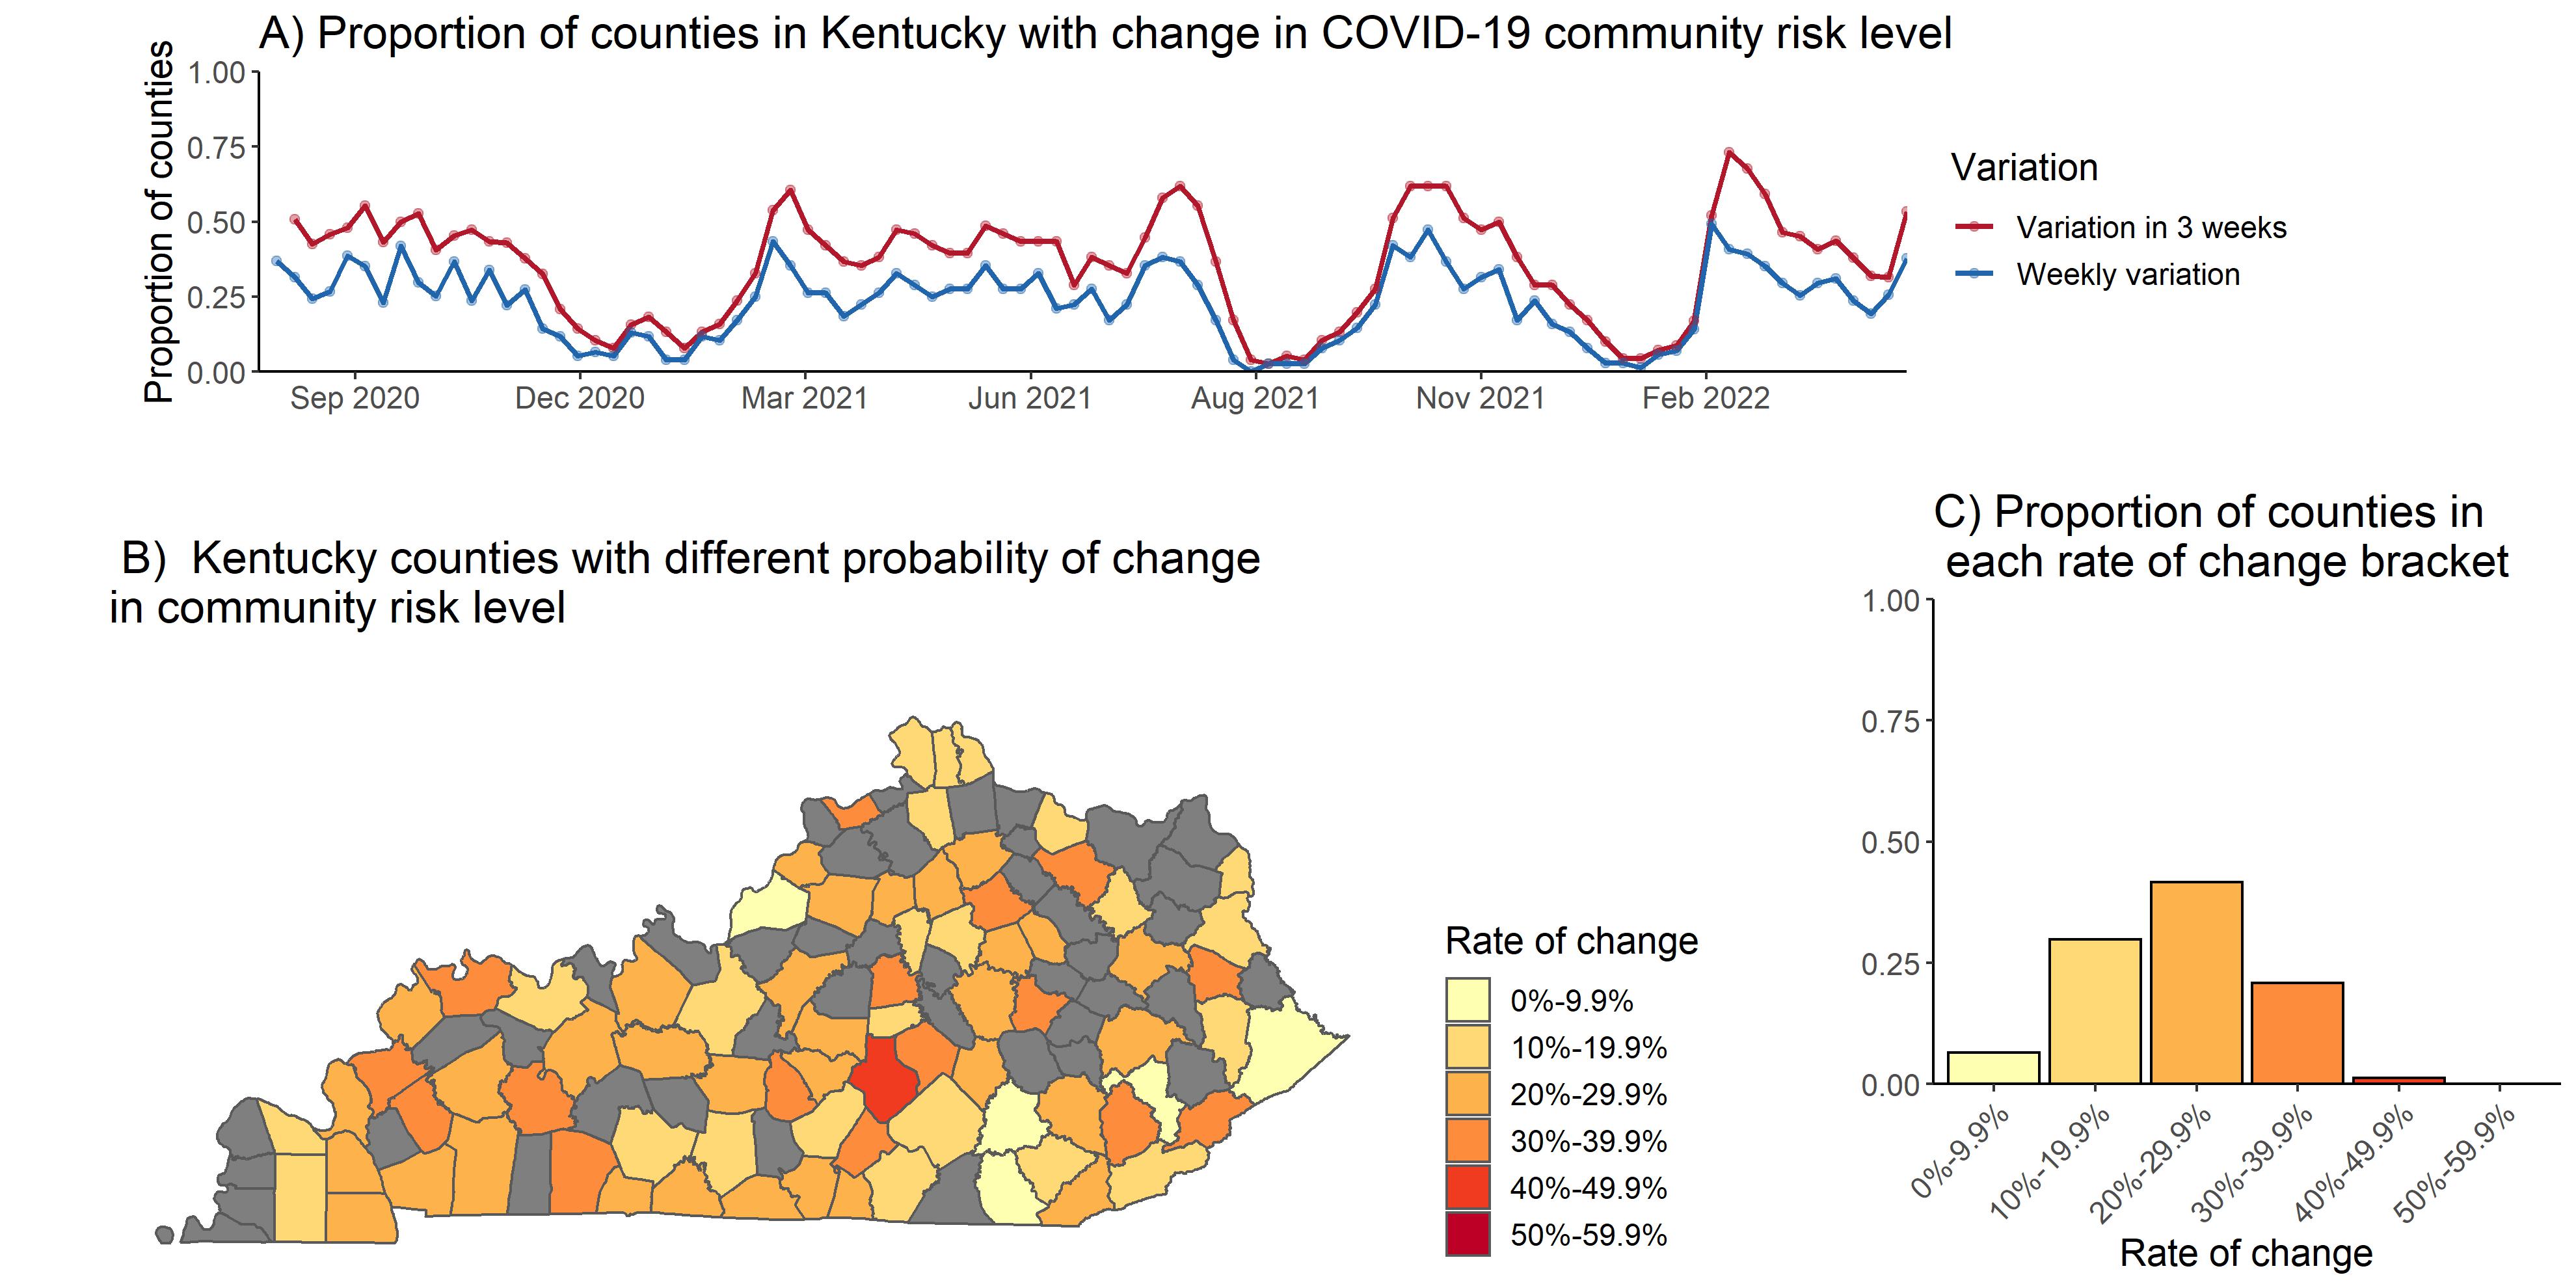 A) Proportion of counties in Kentucky with change in COVID-19 community risk level
Proportion of counties
1.00
0.75
0.50
0.25
0.00
Sep 2020
Dec 2020
Mar 2021
Jun 2021
Aug 2021
Nov 2021
Feb 2022
Variation
Variation in 3 weeks
Weekly variation
B) Kentucky counties with different probability of change
in community risk level
Rate of change
0%-9.9%
10%-19.9%
20%-29.9%
30%-39.9%
40%-49.9%
50%-59.9%
C) Proportion of counties in
each rate of change bracket
1.00
0.75
0.50
0.25
0.00
0%-9.9%
10%-19.9%
20%-29.9%
30%-39.9%
40%-49.9%
50%-59.9%
Rate of change